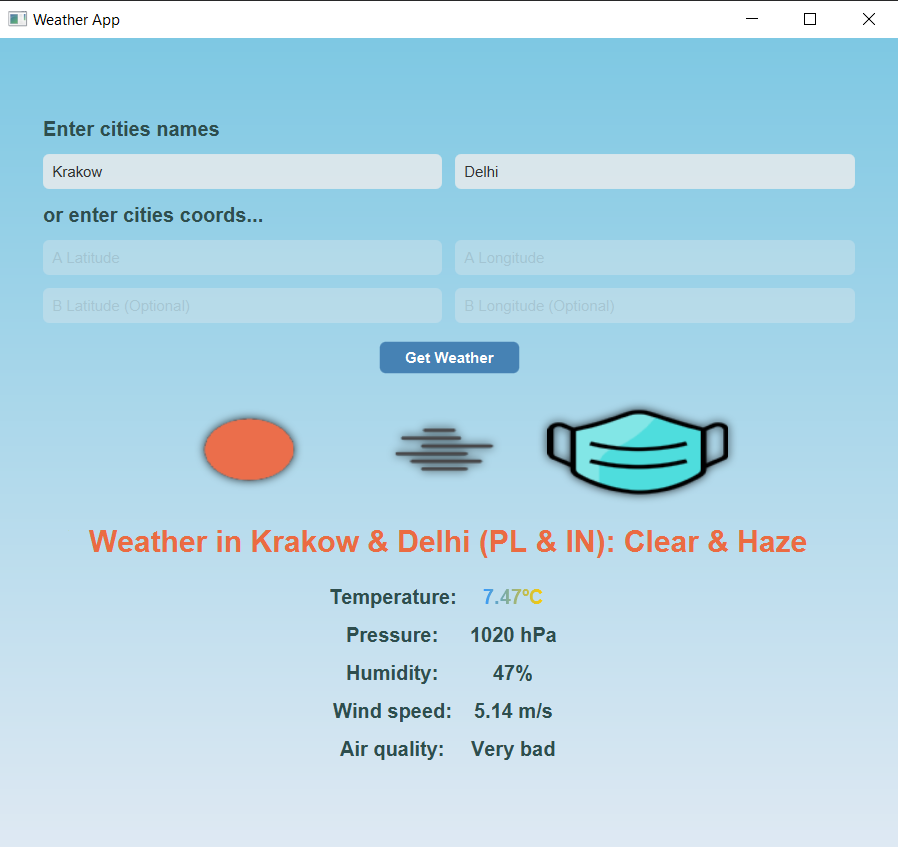 Weather App
Enter cities names
Krakow Delhi
or enter cities coords...
A Latitude A Longitude
B Latitude (Optional) B Longitude (Optional)
Get Weather
Weather in Krakow & Delhi (PL & IN): Clear & Haze
Temperature: 7.47°C
Pressure: 1020 hPa
Humidity: 47%
Wind speed: 5.14 m/s
Air quality: Very bad